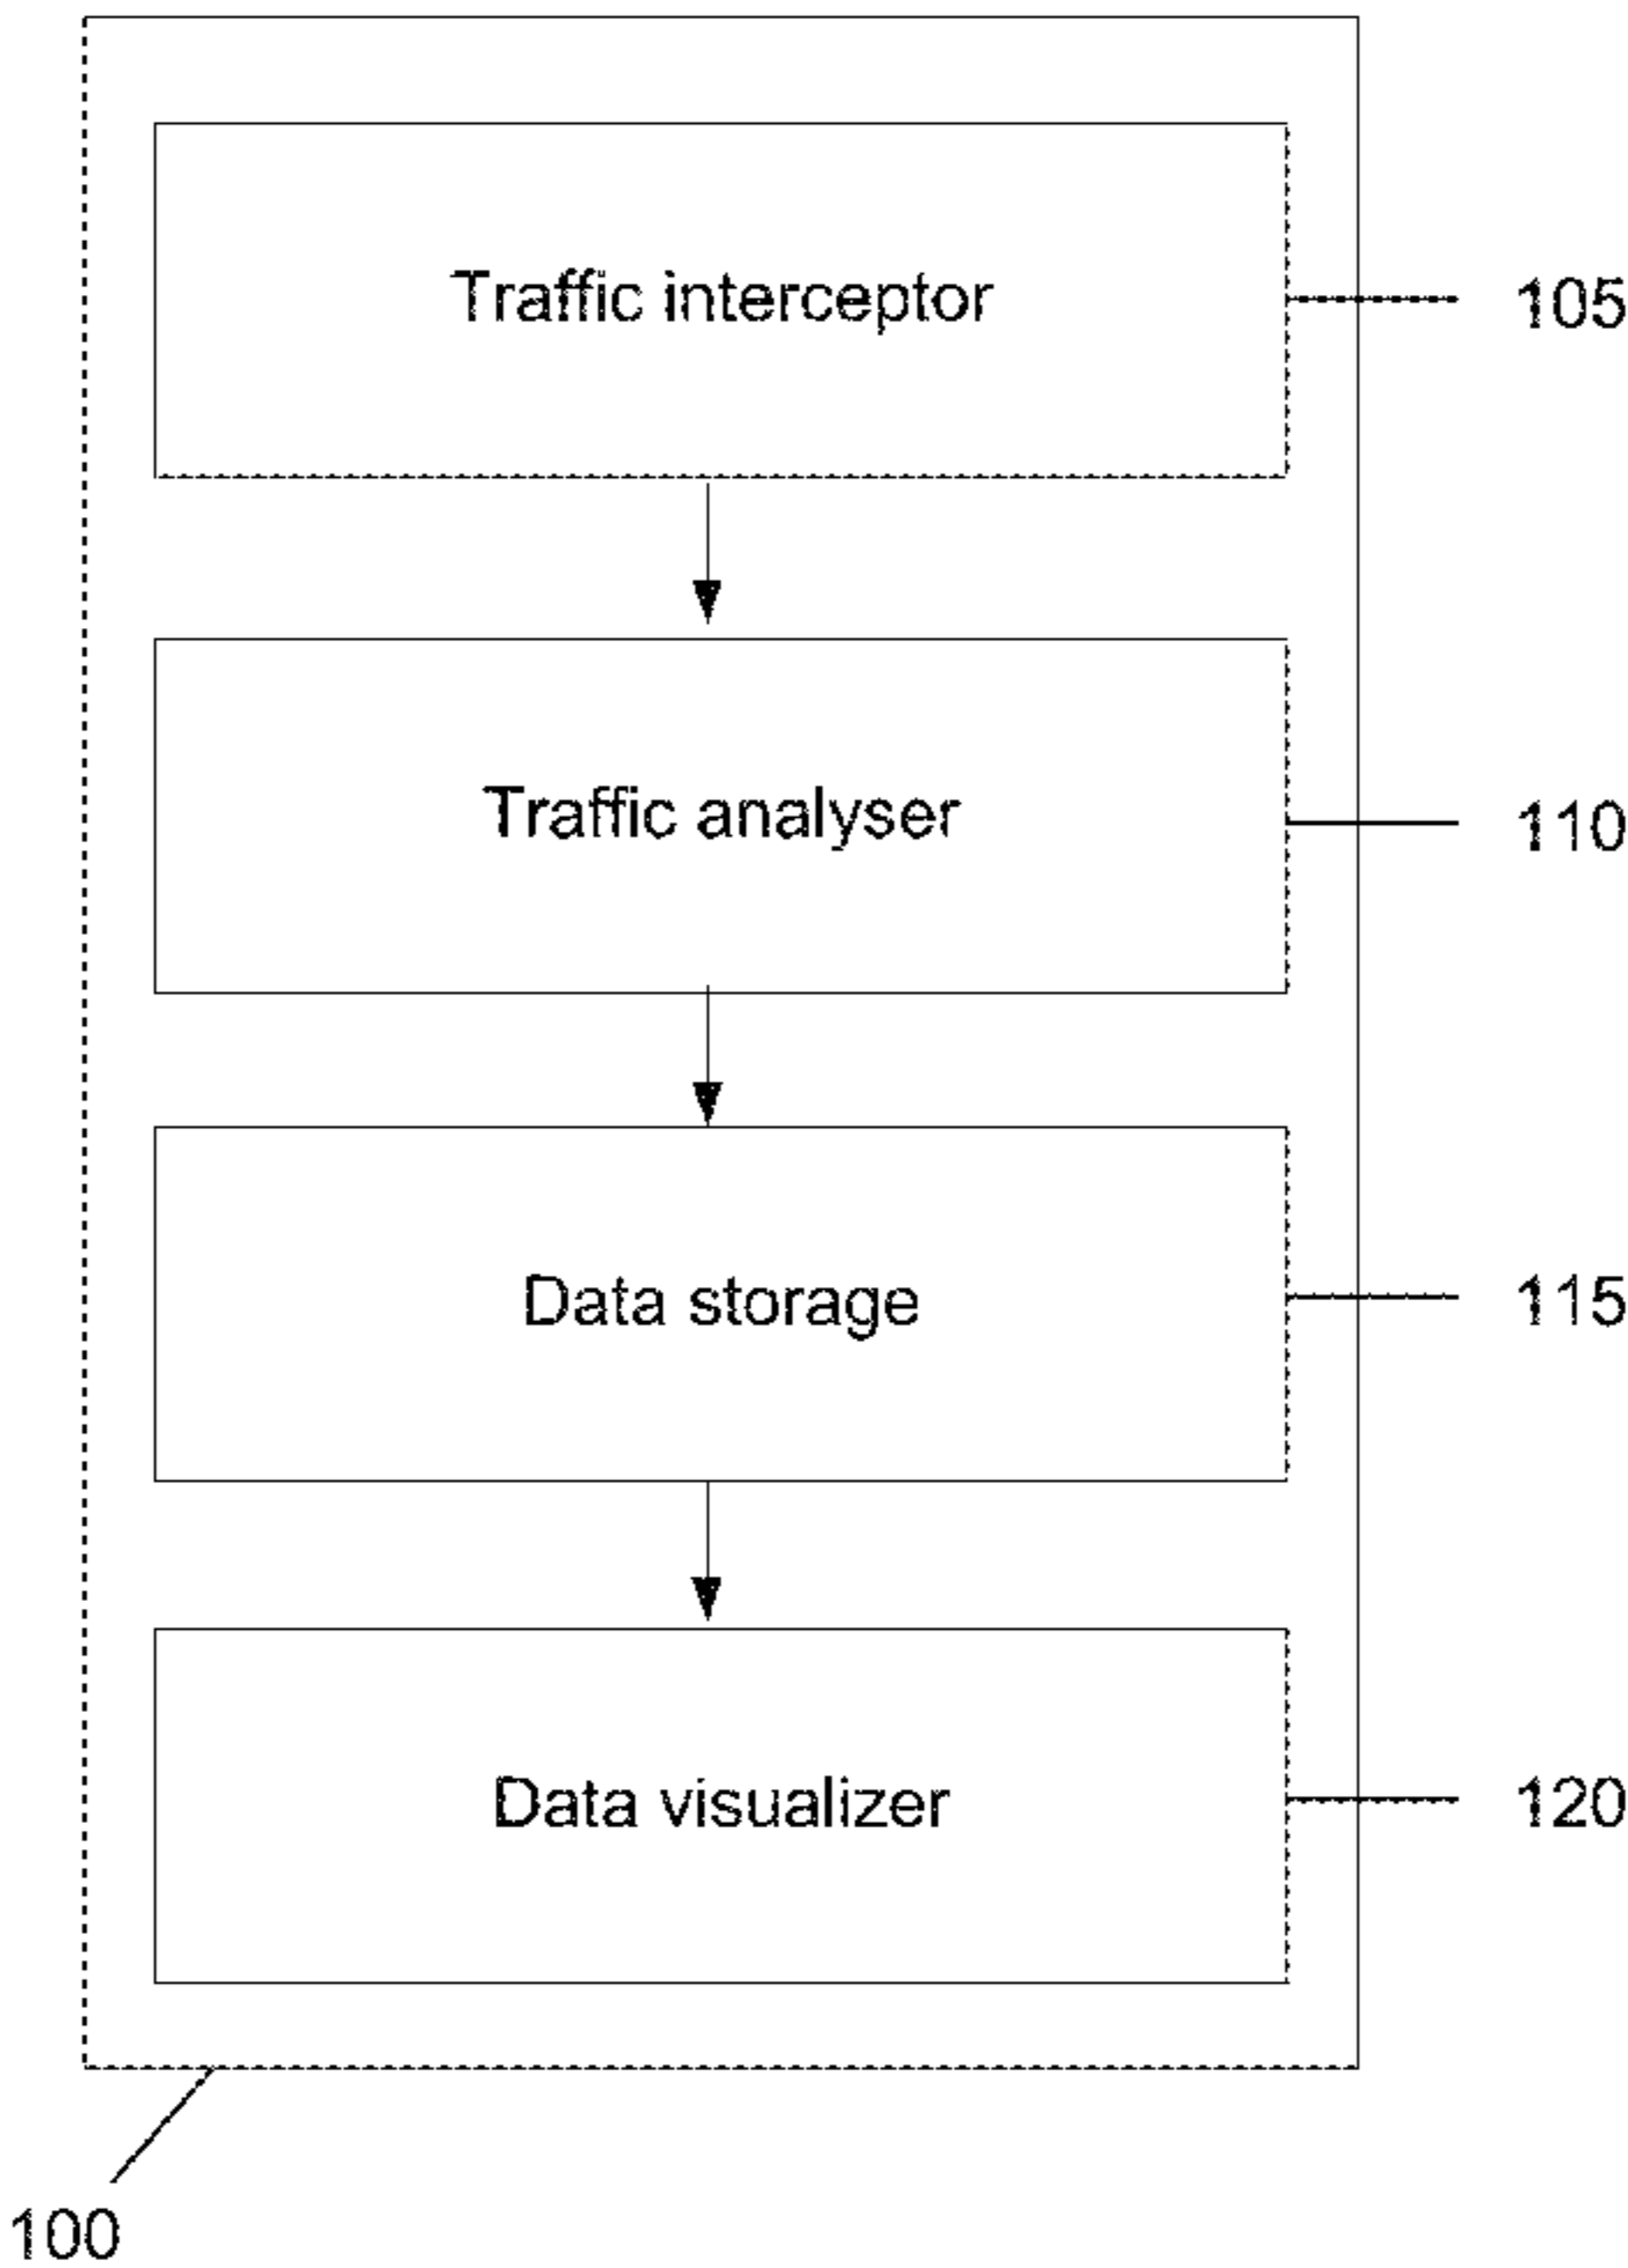 Traffic interceptor
105
Traffic analyser
110
Data storage
115
Data visualizer
120
100